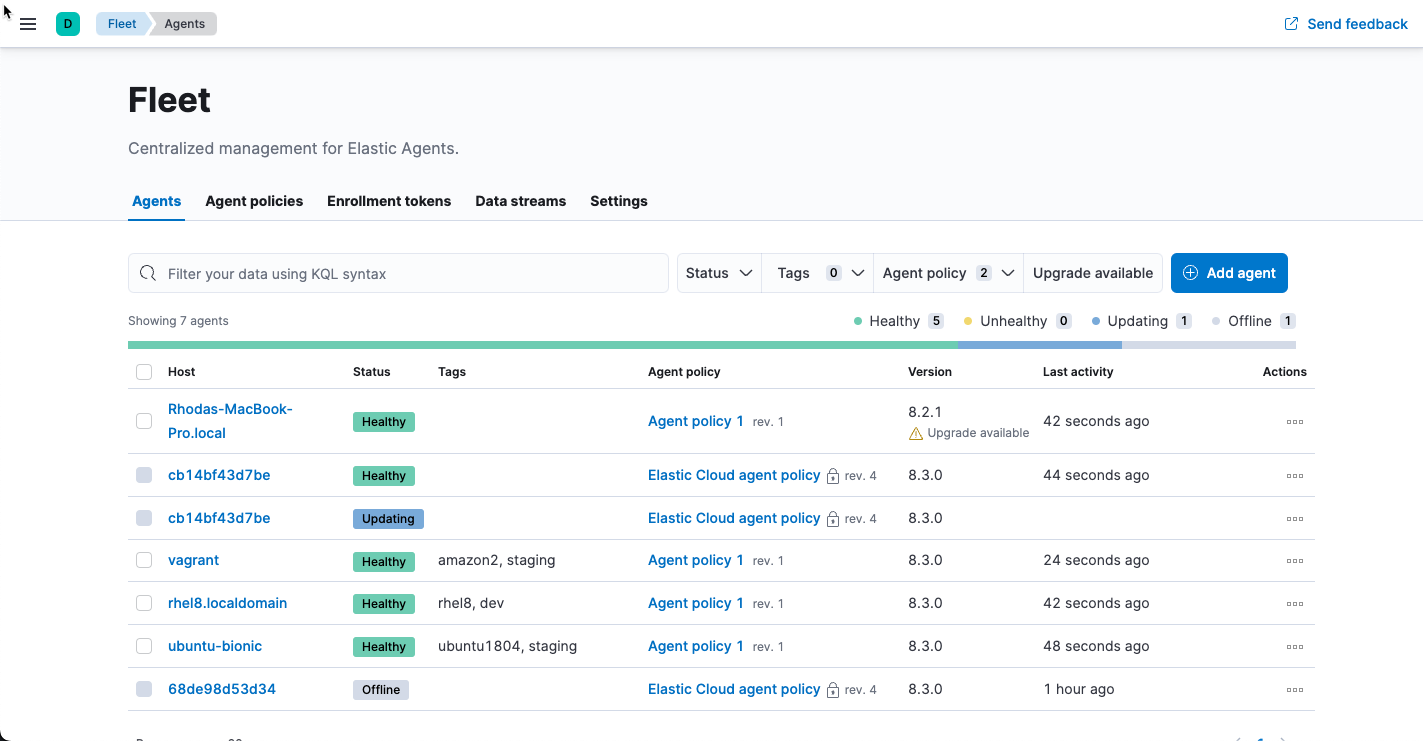 D Fleet Agents Send feedback
Fleet
Centralized management for Elastic Agents.
Agents Agent policies Enrollment tokens Data streams Settings
Filter your data using KQL syntax Status Tags 0 Agent policy 2 Upgrade available Add agent
Showing 7 agents Healthy 5 Unhealthy 0 Updating 1 Offline 1
Host Status Tags Agent policy Version Last activity Actions
Rhodas-MacBook-
Pro.local Healthy Agent policy 1 rev. 1 8.2.1 42 seconds ago
Upgrade available
cb14bf43d7be Healthy Elastic Cloud agent policy rev. 4 8.3.0 44 seconds ago
cb14bf43d7be Updating Elastic Cloud agent policy rev. 4 8.3.0
vagrant Healthy amazon2, staging Agent policy 1 rev. 1 8.3.0 24 seconds ago
rhel8.localdomain Healthy rhel8, dev Agent policy 1 rev. 1 8.3.0 42 seconds ago
ubuntu-bionic Healthy ubuntu1804, staging Agent policy 1 rev. 1 8.3.0 48 seconds ago
68de98d53d34 Offline Elastic Cloud agent policy rev. 4 8.3.0 1 hour ago